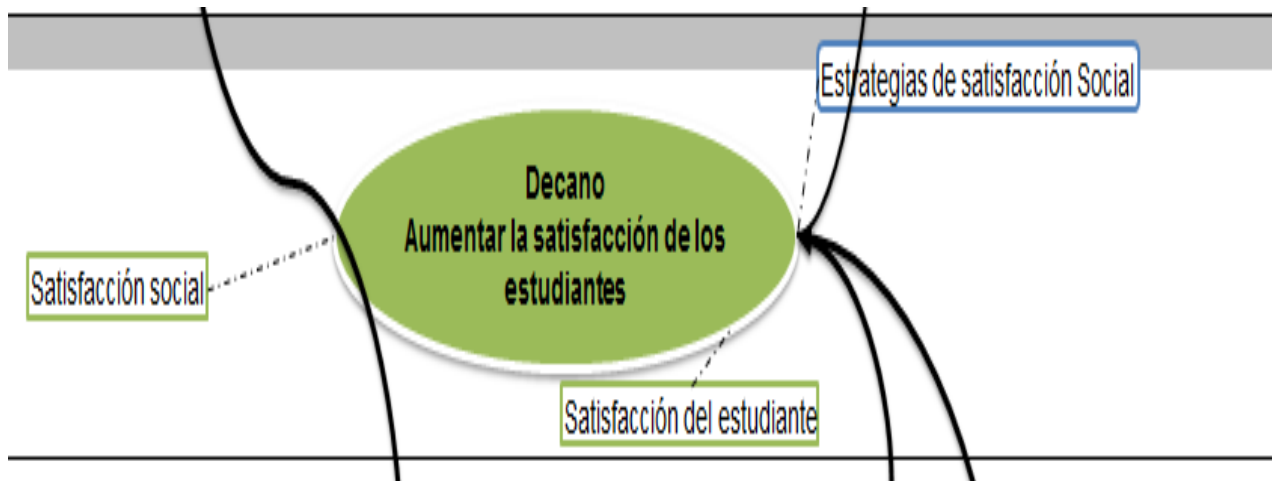 Estrategias de satisfacción Social
Decano
Aumentar la satisfacción de los
estudiantes
Satisfacción social
Satisfacción del estudiante